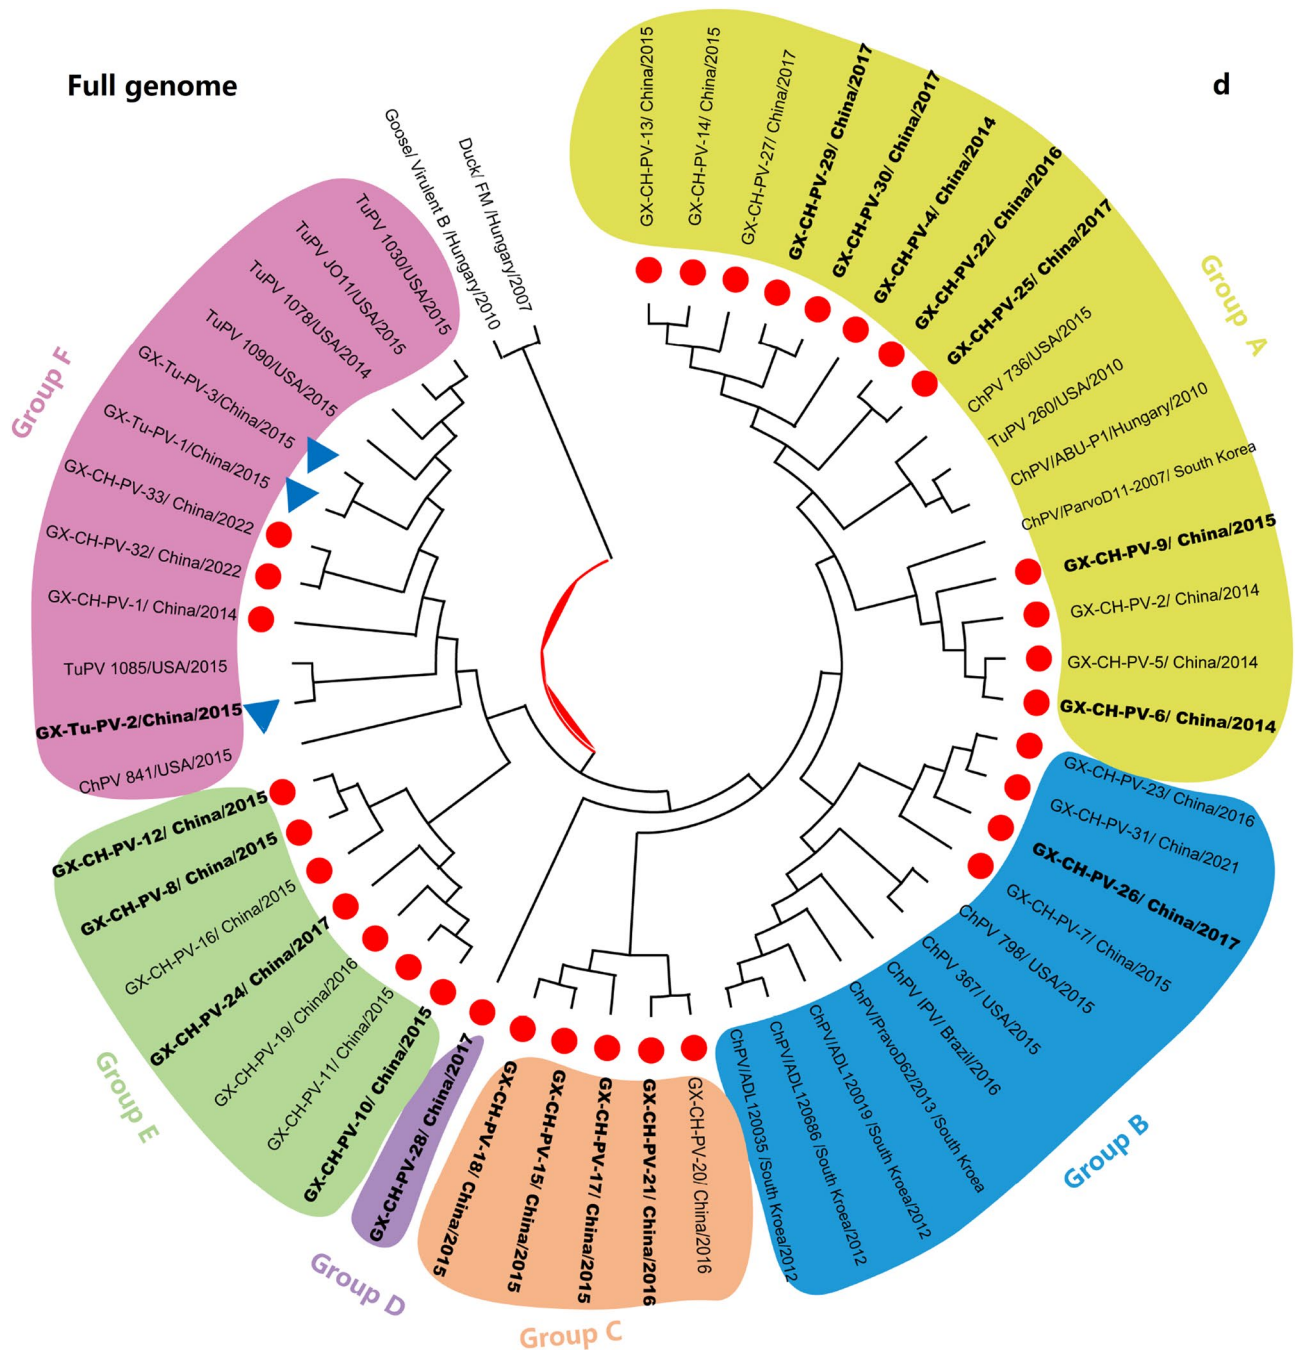 Full genome
d
Goose/ Virulent B /Hungary/2010
Duck/ FM /Hungary/2007
GX-CH-PV-13/ China/2015
GX-CH-PV-14/ China/2015
GX-CH-PV-27/ China/2017
GX-CH-PV-29/ China/2017
GX-CH-PV-30/ China/2017
GX-CH-PV-4/ China/2014
GX-CH-PV-22/ China/2016
GX-CH-PV-25/ China/2017
ChPV 736/USA/2015
TuPV 260/USA/2010
ChPV/ABU-P1/Hungary/2010
ChPV/ParvoD11-2007/ South Korea
GX-CH-PV-9/ China/2015
GX-CH-PV-2/ China/2014
GX-CH-PV-5/ China/2014
GX-CH-PV-6/ China/2014
Group A
GX-CH-PV-23/ China/2016
GX-CH-PV-31/ China/2021
GX-CH-PV-26/ China/2017
GX-CH-PV-7/ China/2015
ChPV 798/ USA/2015
ChPV 367/ USA/2015
ChPV IPV/ Brazil/2016
ChPV/PravoD62/2013 /South Kroea
ChPV/ADL120019 /South Kroea/2012
ChPV/ADL120686 /South Kroea/2012
ChPV/ADL120035 /South Kroea/2012
Group B
GX-CH-PV-20/ China/2016
GX-CH-PV-21/ China/2016
GX-CH-PV-17/ China/2015
GX-CH-PV-15/ China/2015
GX-CH-PV-18/ China/2015
Group C
GX-CH-PV-28/ China/2017
Group D
GX-CH-PV-10/ China/2015
GX-CH-PV-11/ China/2015
GX-CH-PV-19/ China/2016
GX-CH-PV-24/ China/2017
GX-CH-PV-16/ China/2015
GX-CH-PV-8/ China/2015
GX-CH-PV-12/ China/2015
Group E
ChPV 841/USA/2015
GX-Tu-PV-2/China/2015
TuPV 1085/USA/2015
GX-CH-PV-1/ China/2014
GX-CH-PV-32/ China/2022
GX-CH-PV-33/ China/2022
GX-Tu-PV-1/China/2015
GX-Tu-PV-3/China/2015
TuPV 1090/USA/2015
TuPV 1078/USA/2014
TuPV JO11/USA/2015
TuPV 1030/USA/2015
Group F